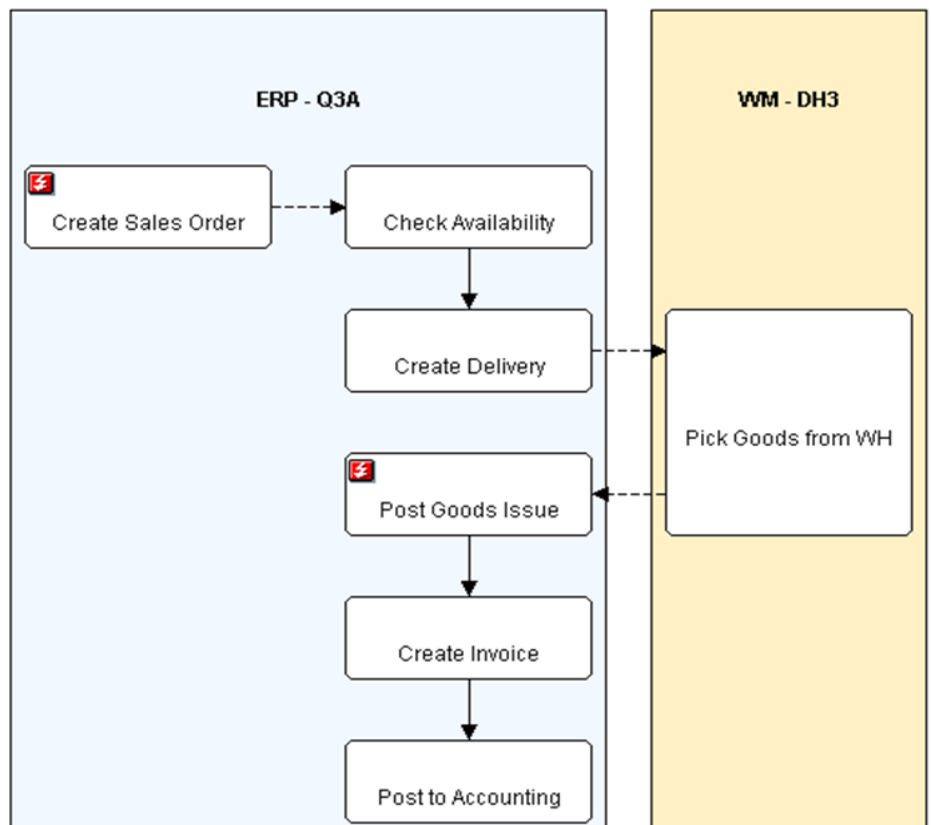 ERP - Q3A
WM - DH3
Create Sales Order
Check Availability
Create Delivery
Pick Goods from WH
Post Goods Issue
Create Invoice
Post to Accounting